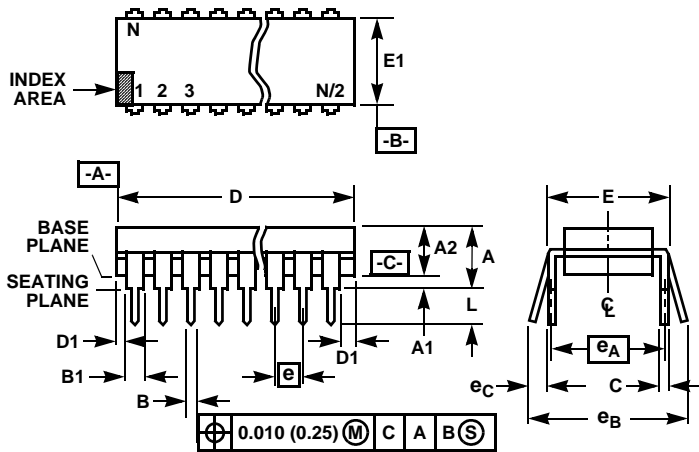 N
E1
INDEX
AREA
1 2 3 N/2
-B-
-A-
D
E
BASE
PLANE
A2
A
-C-
SEATING
PLANE
L
C L
D1
A1
D1
e
eA
B1
B
eC
C
eB
0.010 (0.25) M C A B S